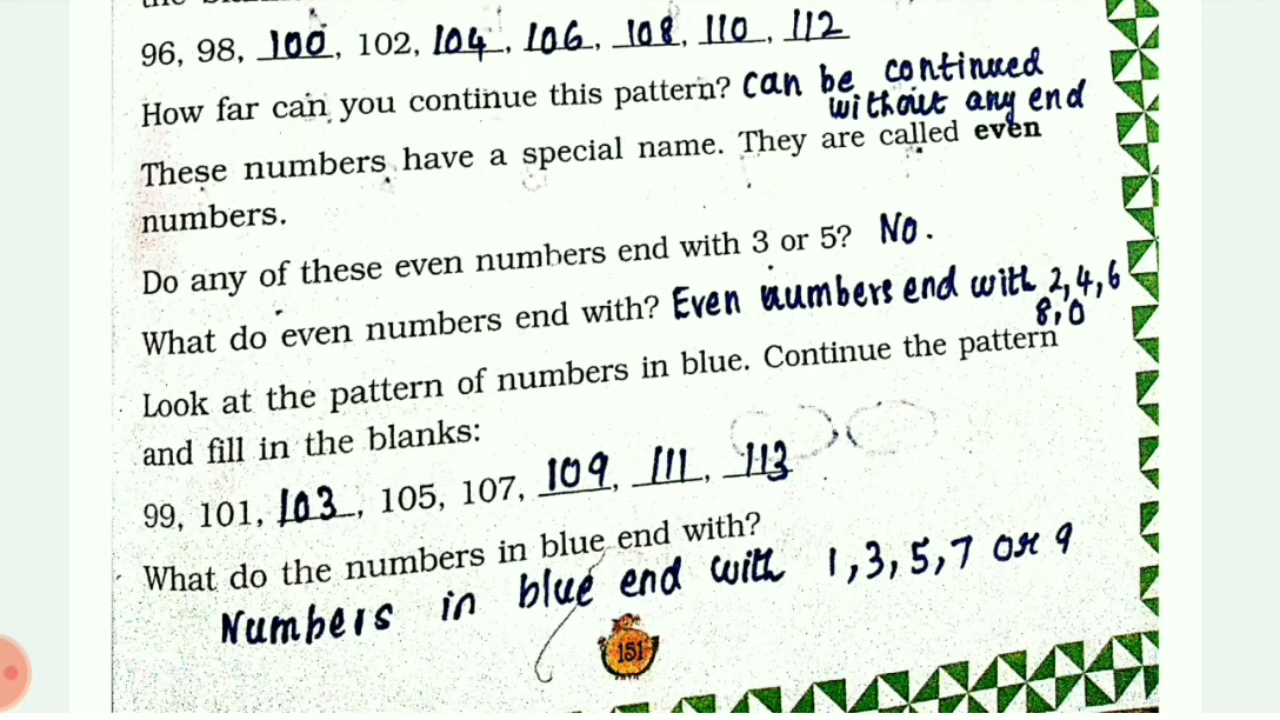 96, 98, 100, 102, 104, 106, 108, 110, 112
How far can you continue this pattern? Can be continued
without any end
These numbers have a special name. They are called even
numbers.
Do any of these even numbers end with 3 or 5? No.
What do even numbers end with? Even numbers end with 2,4,6
8,0
Look at the pattern of numbers in blue. Continue the pattern
and fill in the blanks:
99, 101, 103, 105, 107, 109, 111, 113
What do the numbers in blue end with?
Numbers in blue end with 1,3,5,7 or 9
151